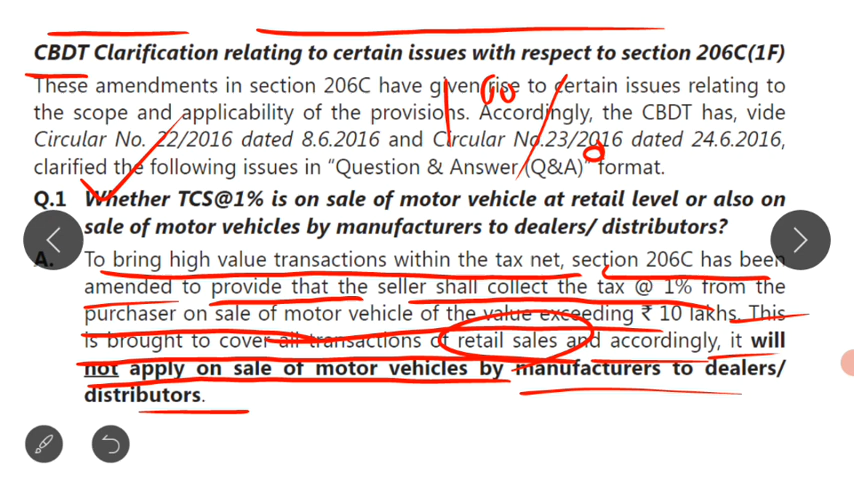 CBDT Clarification relating to certain issues with respect to section 206C(1F)
These amendments in section 206C have given rise to certain issues relating to
the scope and applicability of the provisions. Accordingly, the CBDT has, vide
Circular No. 22/2016 dated 8.6.2016 and Circular No.23/2016 dated 24.6.2016,
clarified the following issues in “Question & Answer (Q&A)” format.
Q.1 Whether TCS@1% is on sale of motor vehicle at retail level or also on
sale of motor vehicles by manufacturers to dealers/ distributors?
A. To bring high value transactions within the tax net, section 206C has been
amended to provide that the seller shall collect the tax @ 1% from the
purchaser on sale of motor vehicle of the value exceeding ₹ 10 lakhs. This
is brought to cover all transactions of retail sales and accordingly, it will
not apply on sale of motor vehicles by manufacturers to dealers/
distributors.